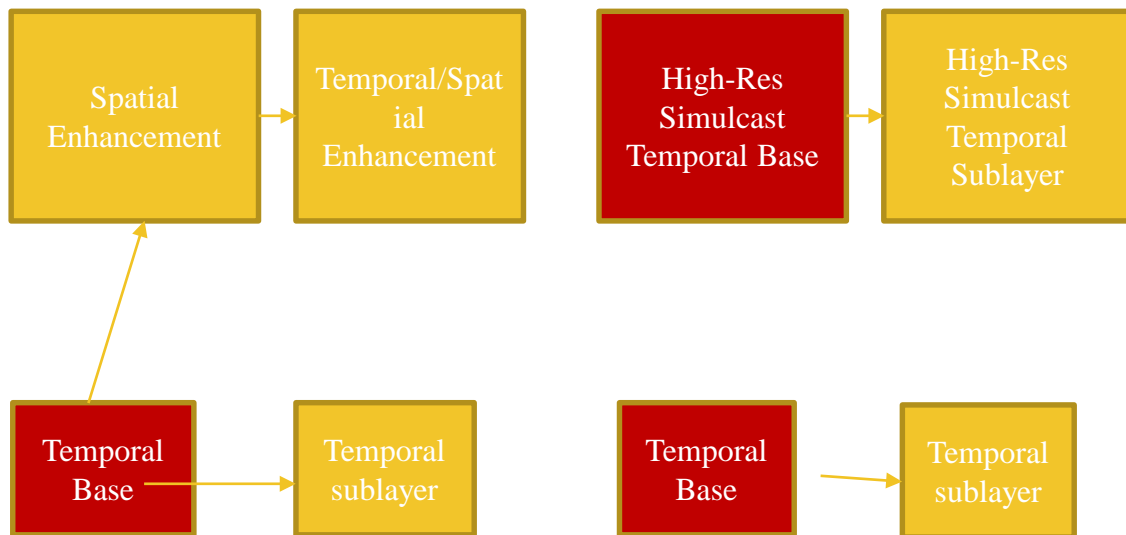 Spatial
Enhancement
Temporal/Spat
ial
Enhancement
High-Res
Simulcast
Temporal Base
High-Res
Simulcast
Temporal
Sublayer
Temporal
Base
Temporal
sublayer
Temporal
Base
Temporal
sublayer